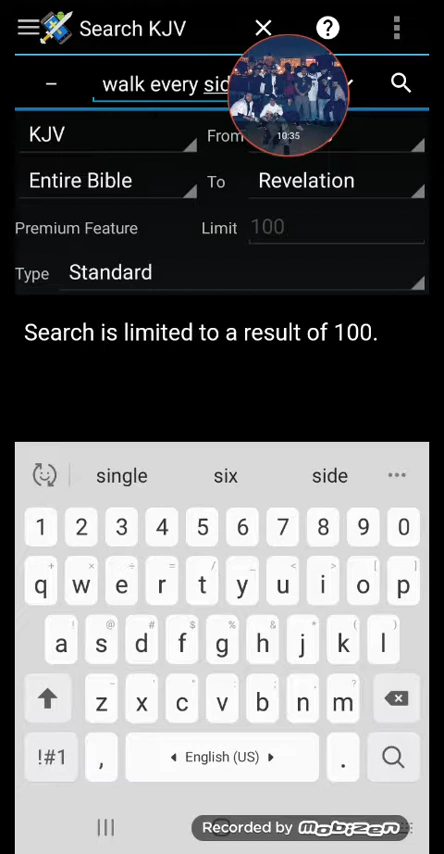 Search KJV
walk every sid
10:35
KJV From
Entire Bible To Revelation
Premium Feature Limit 100
Type Standard
Search is limited to a result of 100.
single six side
1 2 3 4 5 6 7 8 9 0
q w e r t y u i o p
a s d f g h j k l
z x c v b n m
!#1 , English (US) .
Recorded by MOBIZEN